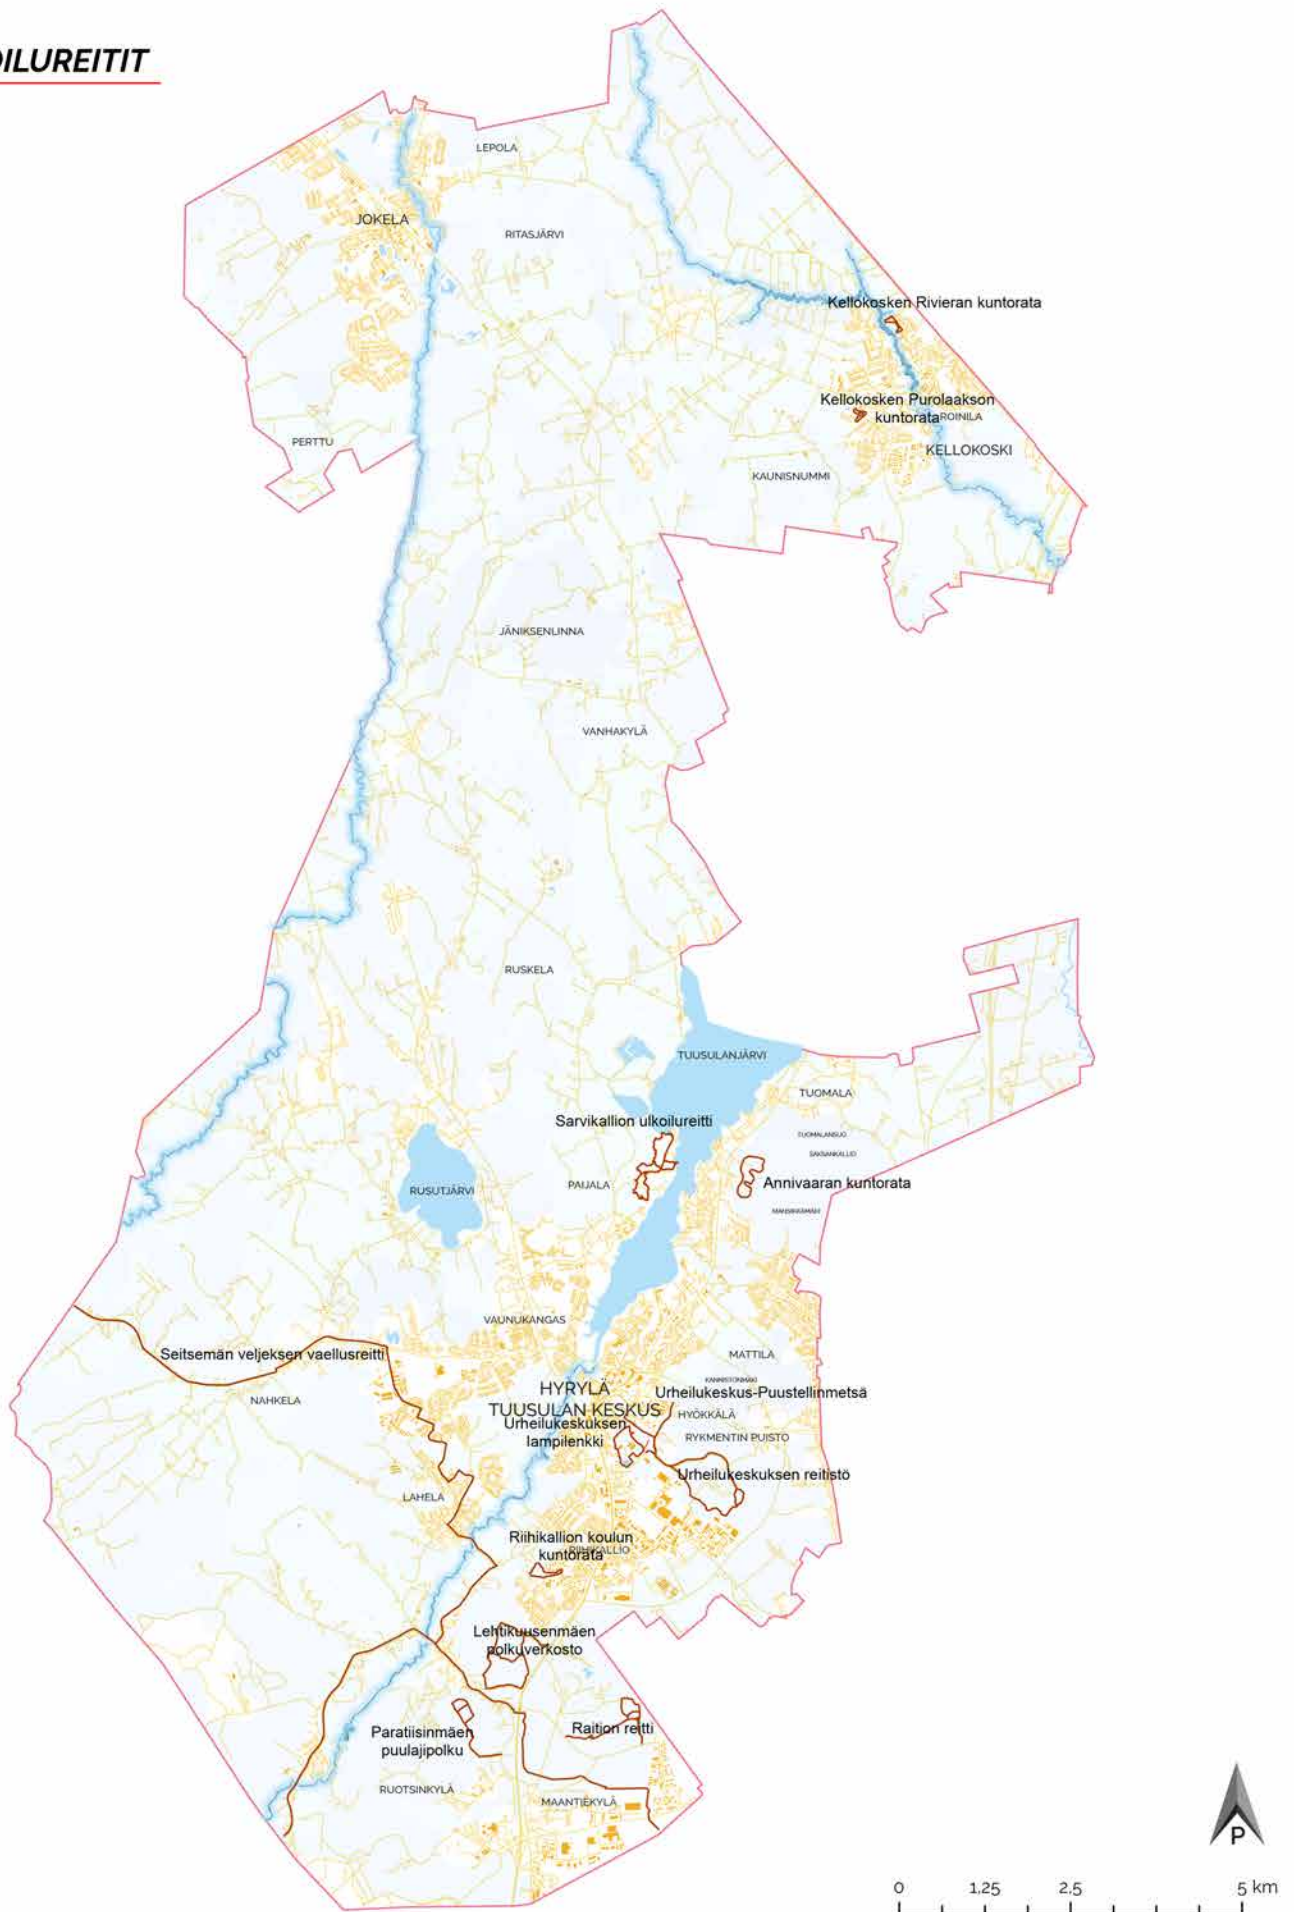 OILUREITIT
LEPOLA
JOKELA
RITASJÄRVI
Kellokosken Rivieran kuntorata
Kellokosken Purolaakson
kuntorata
ROINILA
PERTTU
KELLOKOSKI
KAUNISNUMMI
JÄNIKSENLINNA
VANHAKYLÄ
RUSKELA
TUUSULANJÄRVI
TUOMALA
Sarvikallion ulkoilureitti
TUOMALANSUO
SAKSANKALLIO
PAIJALA
Annivaaran kuntorata
RUSUTJÄRVI
VAUNUKANGAS
Seitsemän veljeksen vaellusreitti
MATTILA
NAHKELA
HYRYLÄ
TUUSULAN KESKUS
KANNISTONMÄKI
Urheilukeskus-Puustellinmetsä
HYÖKKÄLÄ
Urheilukeskuksen
lampilenkki
RYKMENTIN PUISTO
Urheilukeskuksen reitistö
LAHELA
Riihikallion koulun
kuntorata
RIIHIKALLIO
Lehtikuusenmäen
polkuverkosto
Paratiisinmäen
puulajipolku
Raition reitti
RUOTSINKYLÄ
MAANTIEKYLÄ
P
0 1,25 2,5 5 km